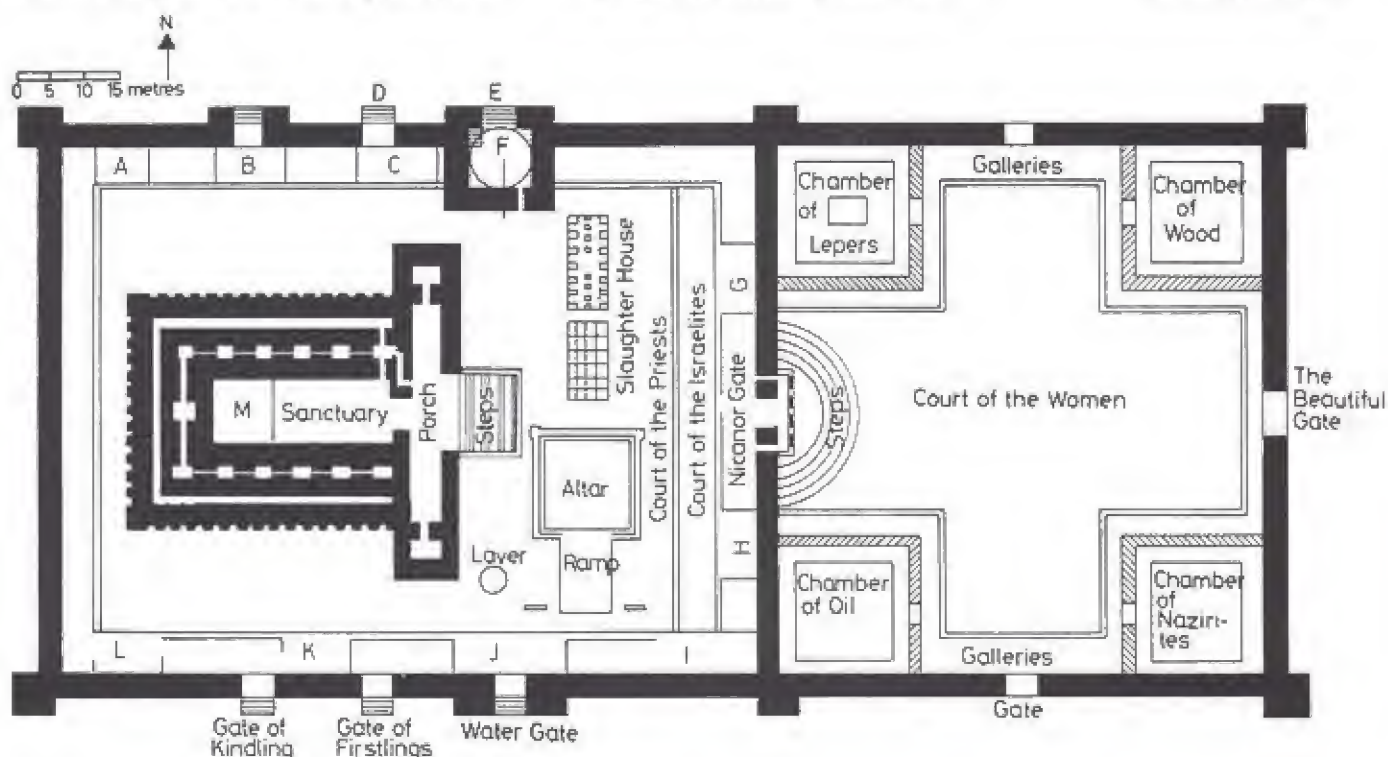 N
0 5 10 15 metres
D
E
A
B
C
F
Galleries
Chamber
of
Lepers
Chamber
of
Wood
Slaughter House
Court of the Priests
Court of the Israelites
G
Nicanor Gate
H
M
Sanctuary
Porch
Steps
Steps
Court of the Women
The
Beautiful
Gate
Altar
Laver
Ramp
Chamber
of Oil
Chamber
of
Naziri-
tes
L
K
J
I
Galleries
Gate of
Kindling
Gate of
Firstlings
Water Gate
Gate